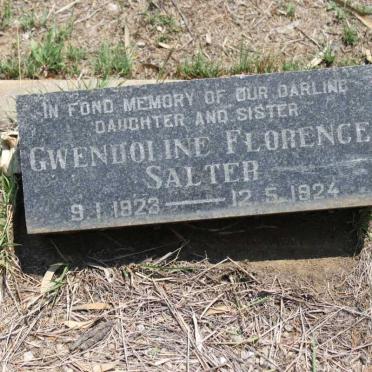 IN FOND MEMORY OF OUR DARLING
DAUGHTER AND SISTER
GWENDOLINE FLORENCE
SALTER
9.1.1923 — 12.5.1924